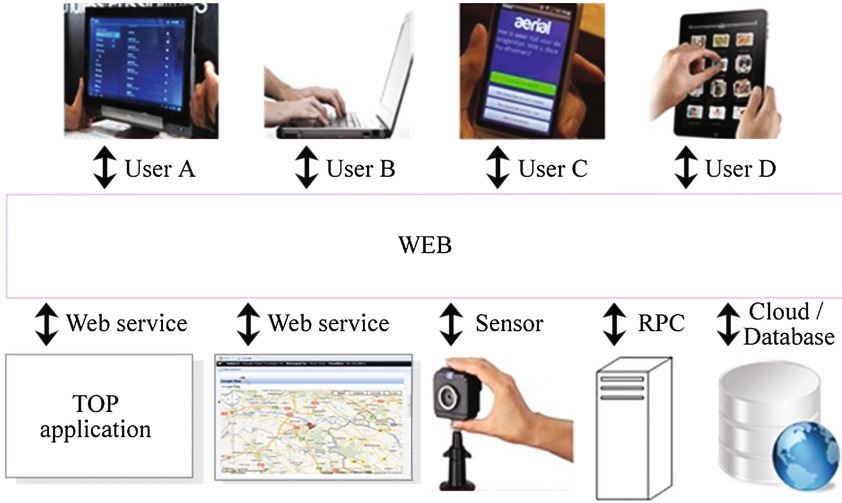 aerial
User A
User B
User C
User D
WEB
Web service
Web service
Sensor
RPC
Cloud /
Database
TOP
application